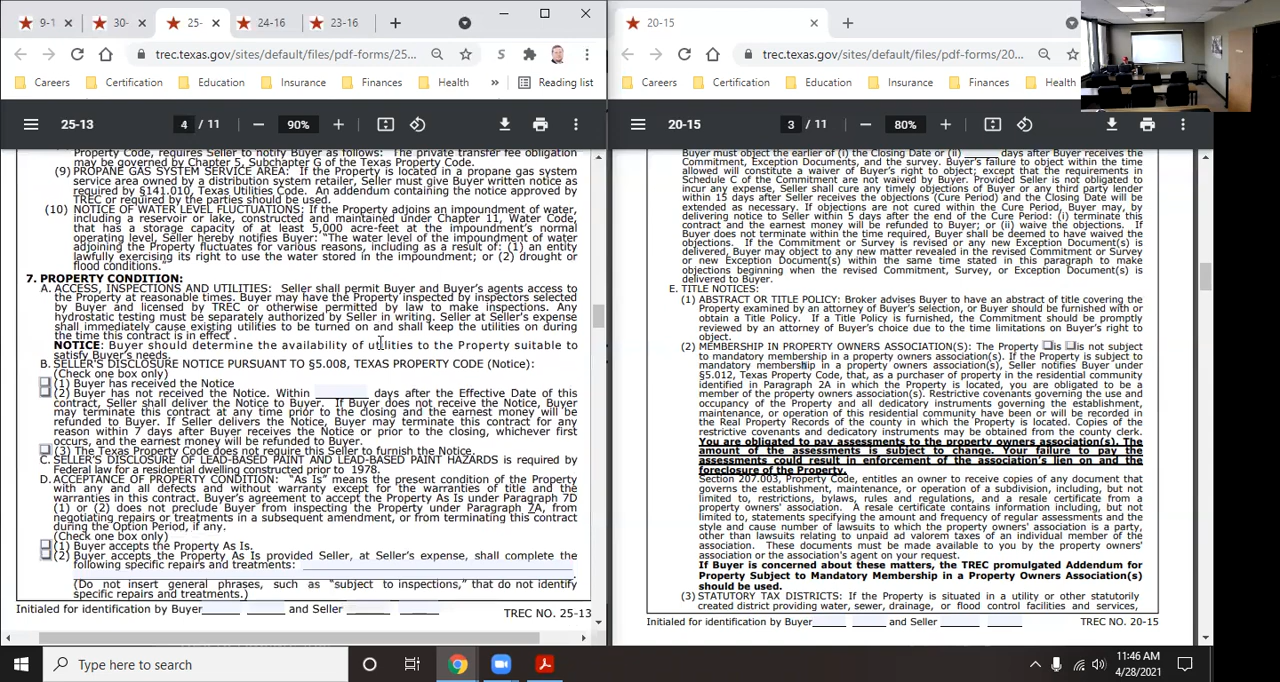 9-1
30-
25-
24-16
23-16
trec.texas.gov/sites/default/files/pdf-forms/25...
Careers
Certification
Education
Insurance
Finances
Health
»
Reading list
25-13
4 / 11
90%
Property Code, requires Seller to notify Buyer as follows: The private transfer fee obligation
may be governed by Chapter 5, Subchapter G of the Texas Property Code.
(9) PROPANE GAS SYSTEM SERVICE AREA: If the Property is located in a propane gas system
service area owned by a distribution system retailer, Seller must give Buyer written notice as
required by §141.010, Texas Utilities Code. An addendum containing the notice approved by
TREC or required by the parties should be used.
(10) NOTICE OF WATER LEVEL FLUCTUATIONS: If the Property adjoins an impoundment of water,
including a reservoir or lake, constructed and maintained under Chapter 11, Water Code,
that has a storage capacity of at least 5,000 acre-feet at the impoundment's normal
operating level, Seller hereby notifies Buyer: "The water level of the impoundment of water
adjoining the Property fluctuates for various reasons, including as a result of: (1) an entity
lawfully exercising its right to use the water stored in the impoundment; or (2) drought or
flood conditions."
7. PROPERTY CONDITION:
A. ACCESS, INSPECTIONS AND UTILITIES: Seller shall permit Buyer and Buyer's agents access to
the Property at reasonable times. Buyer may have the Property inspected by inspectors selected
by Buyer and licensed by TREC or otherwise permitted by law to make inspections. Any
hydrostatic testing must be separately authorized by Seller in writing. Seller at Seller's expense
shall immediately cause existing utilities to be turned on and shall keep the utilities on during
the time this contract is in effect .
NOTICE: Buyer should determine the availability of utilities to the Property suitable to
satisfy Buyer's needs.
B. SELLER'S DISCLOSURE NOTICE PURSUANT TO §5.008, TEXAS PROPERTY CODE (Notice):
(Check one box only)
(1) Buyer has received the Notice
(2) Buyer has not received the Notice. Within days after the Effective Date of this
contract, Seller shall deliver the Notice to Buyer. If Buyer does not receive the Notice, Buyer
may terminate this contract at any time prior to the closing and the earnest money will be
refunded to Buyer. If Seller delivers the Notice, Buyer may terminate this contract for any
reason within 7 days after Buyer receives the Notice or prior to the closing, whichever first
occurs, and the earnest money will be refunded to Buyer.
(3) The Texas Property Code does not require this Seller to furnish the Notice.
C. SELLER'S DISCLOSURE OF LEAD-BASED PAINT AND LEAD-BASED PAINT HAZARDS is required by
Federal law for a residential dwelling constructed prior to 1978.
D. ACCEPTANCE OF PROPERTY CONDITION: "As Is" means the present condition of the Property
with any and all defects and without warranty except for the warranties of title and the
warranties in this contract. Buyer's agreement to accept the Property As Is under Paragraph 7D
(1) or (2) does not preclude Buyer from inspecting the Property under Paragraph 7A, from
negotiating repairs or treatments in a subsequent amendment, or from terminating this contract
during the Option Period, if any.
(Check one box only)
(1) Buyer accepts the Property As Is.
(2) Buyer accepts the Property As Is provided Seller, at Seller's expense, shall complete the
following specific repairs and treatments:
(Do not insert general phrases, such as "subject to inspections," that do not identify
specific repairs and treatments.)
Initialed for identification by Buyer and Seller
TREC NO. 25-13
20-15
trec.texas.gov/sites/default/files/pdf-forms/20...
Careers
Certification
Education
Insurance
Finances
Health
20-15
3 / 11
80%
Buyer must object the earlier of (i) the Closing Date or (ii) days after Buyer receives the
Commitment, Exception Documents, and the survey. Buyer's failure to object within the time
allowed will constitute a waiver of Buyer's right to object; except that the requirements in
Schedule C of the Commitment are not waived by Buyer. Provided Seller is not obligated to
incur any expense, Seller shall cure any timely objections of Buyer or any third party lender
within 15 days after Seller receives the objections (Cure Period) and the Closing Date will be
extended as necessary. If objections are not cured within the Cure Period, Buyer may, by
delivering notice to Seller within 5 days after the end of the Cure Period: (i) terminate this
contract and the earnest money will be refunded to Buyer; or (ii) waive the objections. If
Buyer does not terminate within the time required, Buyer shall be deemed to have waived the
objections. If the Commitment or Survey is revised or any new Exception Document(s) is
delivered, Buyer may object to any new matter revealed in the revised Commitment or Survey
or new Exception Document(s) within the same time stated in this paragraph to make
objections beginning when the revised Commitment, Survey, or Exception Document(s) is
delivered to Buyer.
E. TITLE NOTICES:
(1) ABSTRACT OR TITLE POLICY: Broker advises Buyer to have an abstract of title covering the
Property examined by an attorney of Buyer's selection, or Buyer should be furnished with or
obtain a Title Policy. If a Title Policy is furnished, the Commitment should be promptly
reviewed by an attorney of Buyer's choice due to the time limitations on Buyer's right to
object.
(2) MEMBERSHIP IN PROPERTY OWNERS ASSOCIATION(S): The Property is is not subject
to mandatory membership in a property owners association(s). If the Property is subject to
mandatory membership in a property owners association(s), Seller notifies Buyer under
§5.012, Texas Property Code, that, as a purchaser of property in the residential community
identified in Paragraph 2A in which the Property is located, you are obligated to be a
member of the property owners association(s). Restrictive covenants governing the use and
occupancy of the Property and all dedicatory instruments governing the establishment,
maintenance, or operation of this residential community have been or will be recorded in
the Real Property Records of the county in which the Property is located. Copies of the
restrictive covenants and dedicatory instruments may be obtained from the county clerk.
You are obligated to pay assessments to the property owners association(s). The
amount of the assessments is subject to change. Your failure to pay the
assessments could result in enforcement of the association's lien on and the
foreclosure of the Property.
Section 207.003, Property Code, entitles an owner to receive copies of any document that
governs the establishment, maintenance, or operation of a subdivision, including, but not
limited to, restrictions, bylaws, rules and regulations, and a resale certificate from a
property owners' association. A resale certificate contains information including, but not
limited to, statements specifying the amount and frequency of regular assessments and the
style and cause number of lawsuits to which the property owners' association is a party,
other than lawsuits relating to unpaid ad valorem taxes of an individual member of the
association. These documents must be made available to you by the property owners'
association or the association's agent on your request.
If Buyer is concerned about these matters, the TREC promulgated Addendum for
Property Subject to Mandatory Membership in a Property Owners Association(s)
should be used.
(3) STATUTORY TAX DISTRICTS: If the Property is situated in a utility or other statutorily
created district providing water, sewer, drainage, or flood control facilities and services,
Initialed for identification by Buyer and Seller
TREC NO. 20-15
Type here to search
11:46 AM
4/28/2021